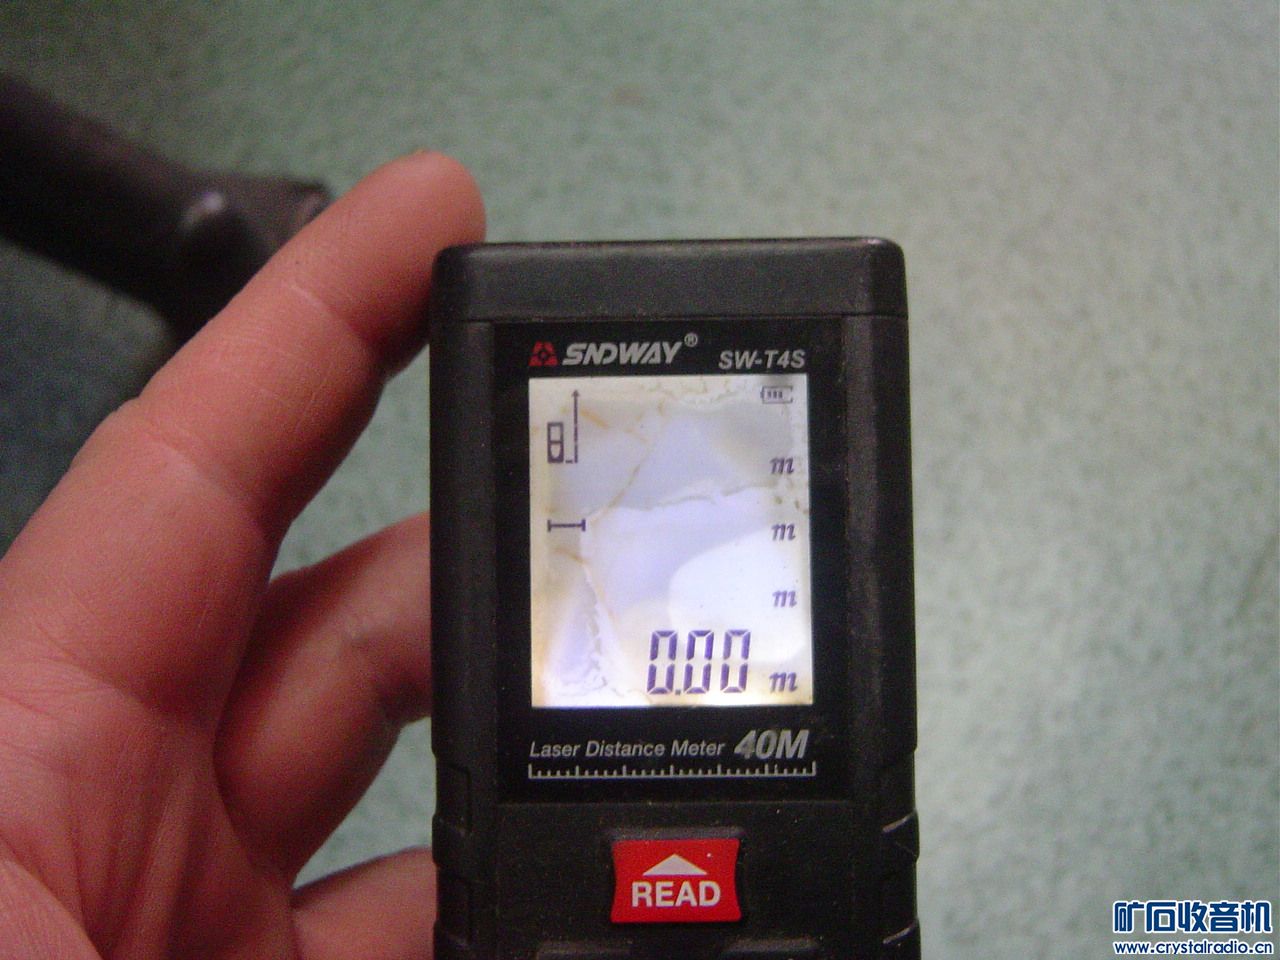 SNDWAY® SW-T4S
m
m
m
0.00 m
Laser Distance Meter 40M
READ
矿石收音机
www.crystalradio.cn